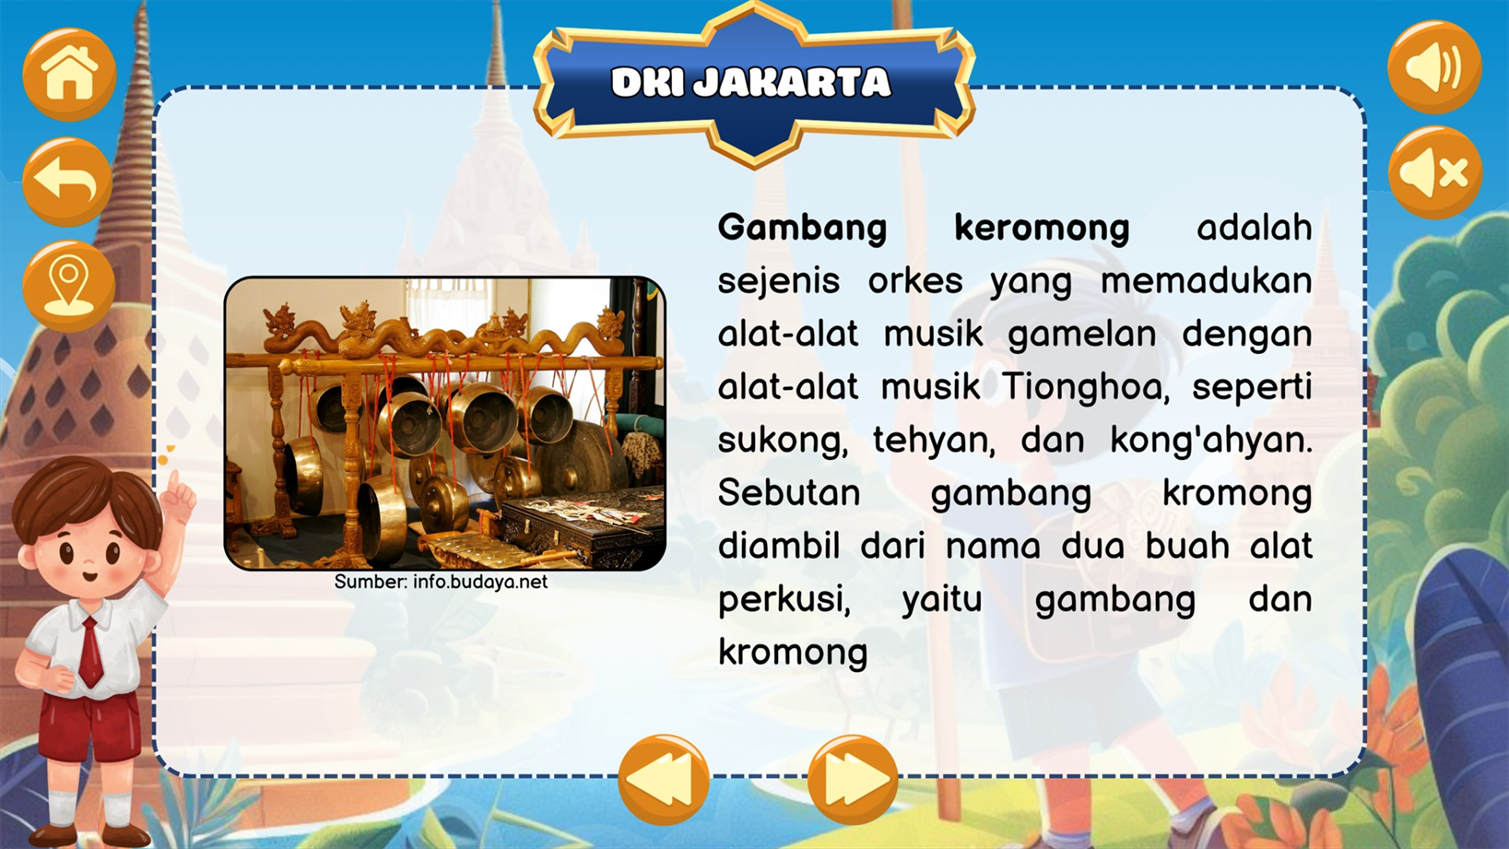 DKI JAKARTA
Gambang keromong adalah
sejenis orkes yang memadukan
alat-alat musik gamelan dengan
alat-alat musik Tionghoa, seperti
sukong, tehyan, dan kong'ahyan.
Sebutan gambang kromong
diambil dari nama dua buah alat
perkusi, yaitu gambang dan
kromong
Sumber: info.budaya.net